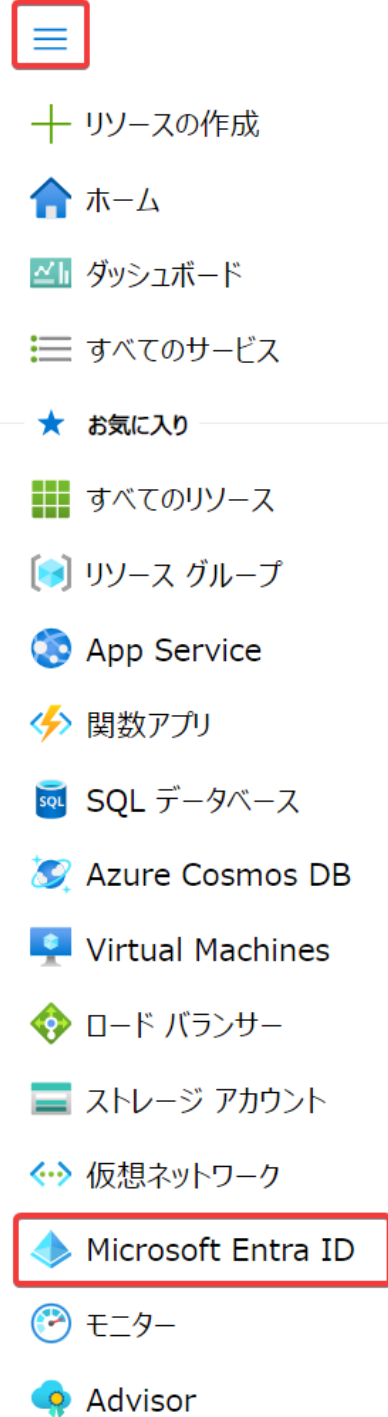 リソースの作成
ホーム
ダッシュボード
すべてのサービス
お気に入り
すべてのリソース
リソース グループ
App Service
関数アプリ
SQL データベース
Azure Cosmos DB
Virtual Machines
ロード バランサー
ストレージ アカウント
仮想ネットワーク
Microsoft Entra ID
モニター
Advisor